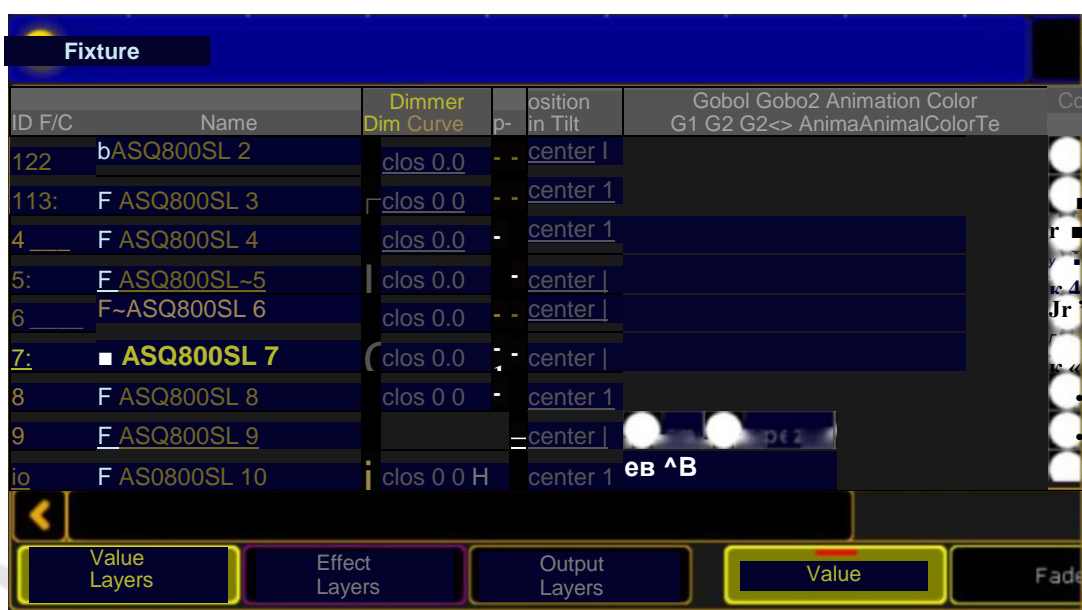 Fixture
Dimmer osition Gobol Gobo2 Animation Color Co
ID F/C Name Dim Curve p- in Tilt G1 G2 G2<> AnimaAnimalColorTe
122 bASQ800SL 2 clos 0.0 - - center I
113: F ASQ800SL 3 clos 0 0 - - center 1
4 ___ F ASQ800SL 4 clos 0.0 - center 1
5: F ASQ800SL~5 clos 0.0 - center |
6 ____ F~ASQ800SL 6 clos 0.0 - - center |
7: ■ ASQ800SL 7 clos 0.0 - center |
8 F ASQ800SL 8 clos 0 0 - center 1
9 F ASQ800SL 9 center |
io F AS0800SL 10 clos 0 0 H center 1 ев ^В
Value Layers
Effect Layers
Output Layers
Value
Fade